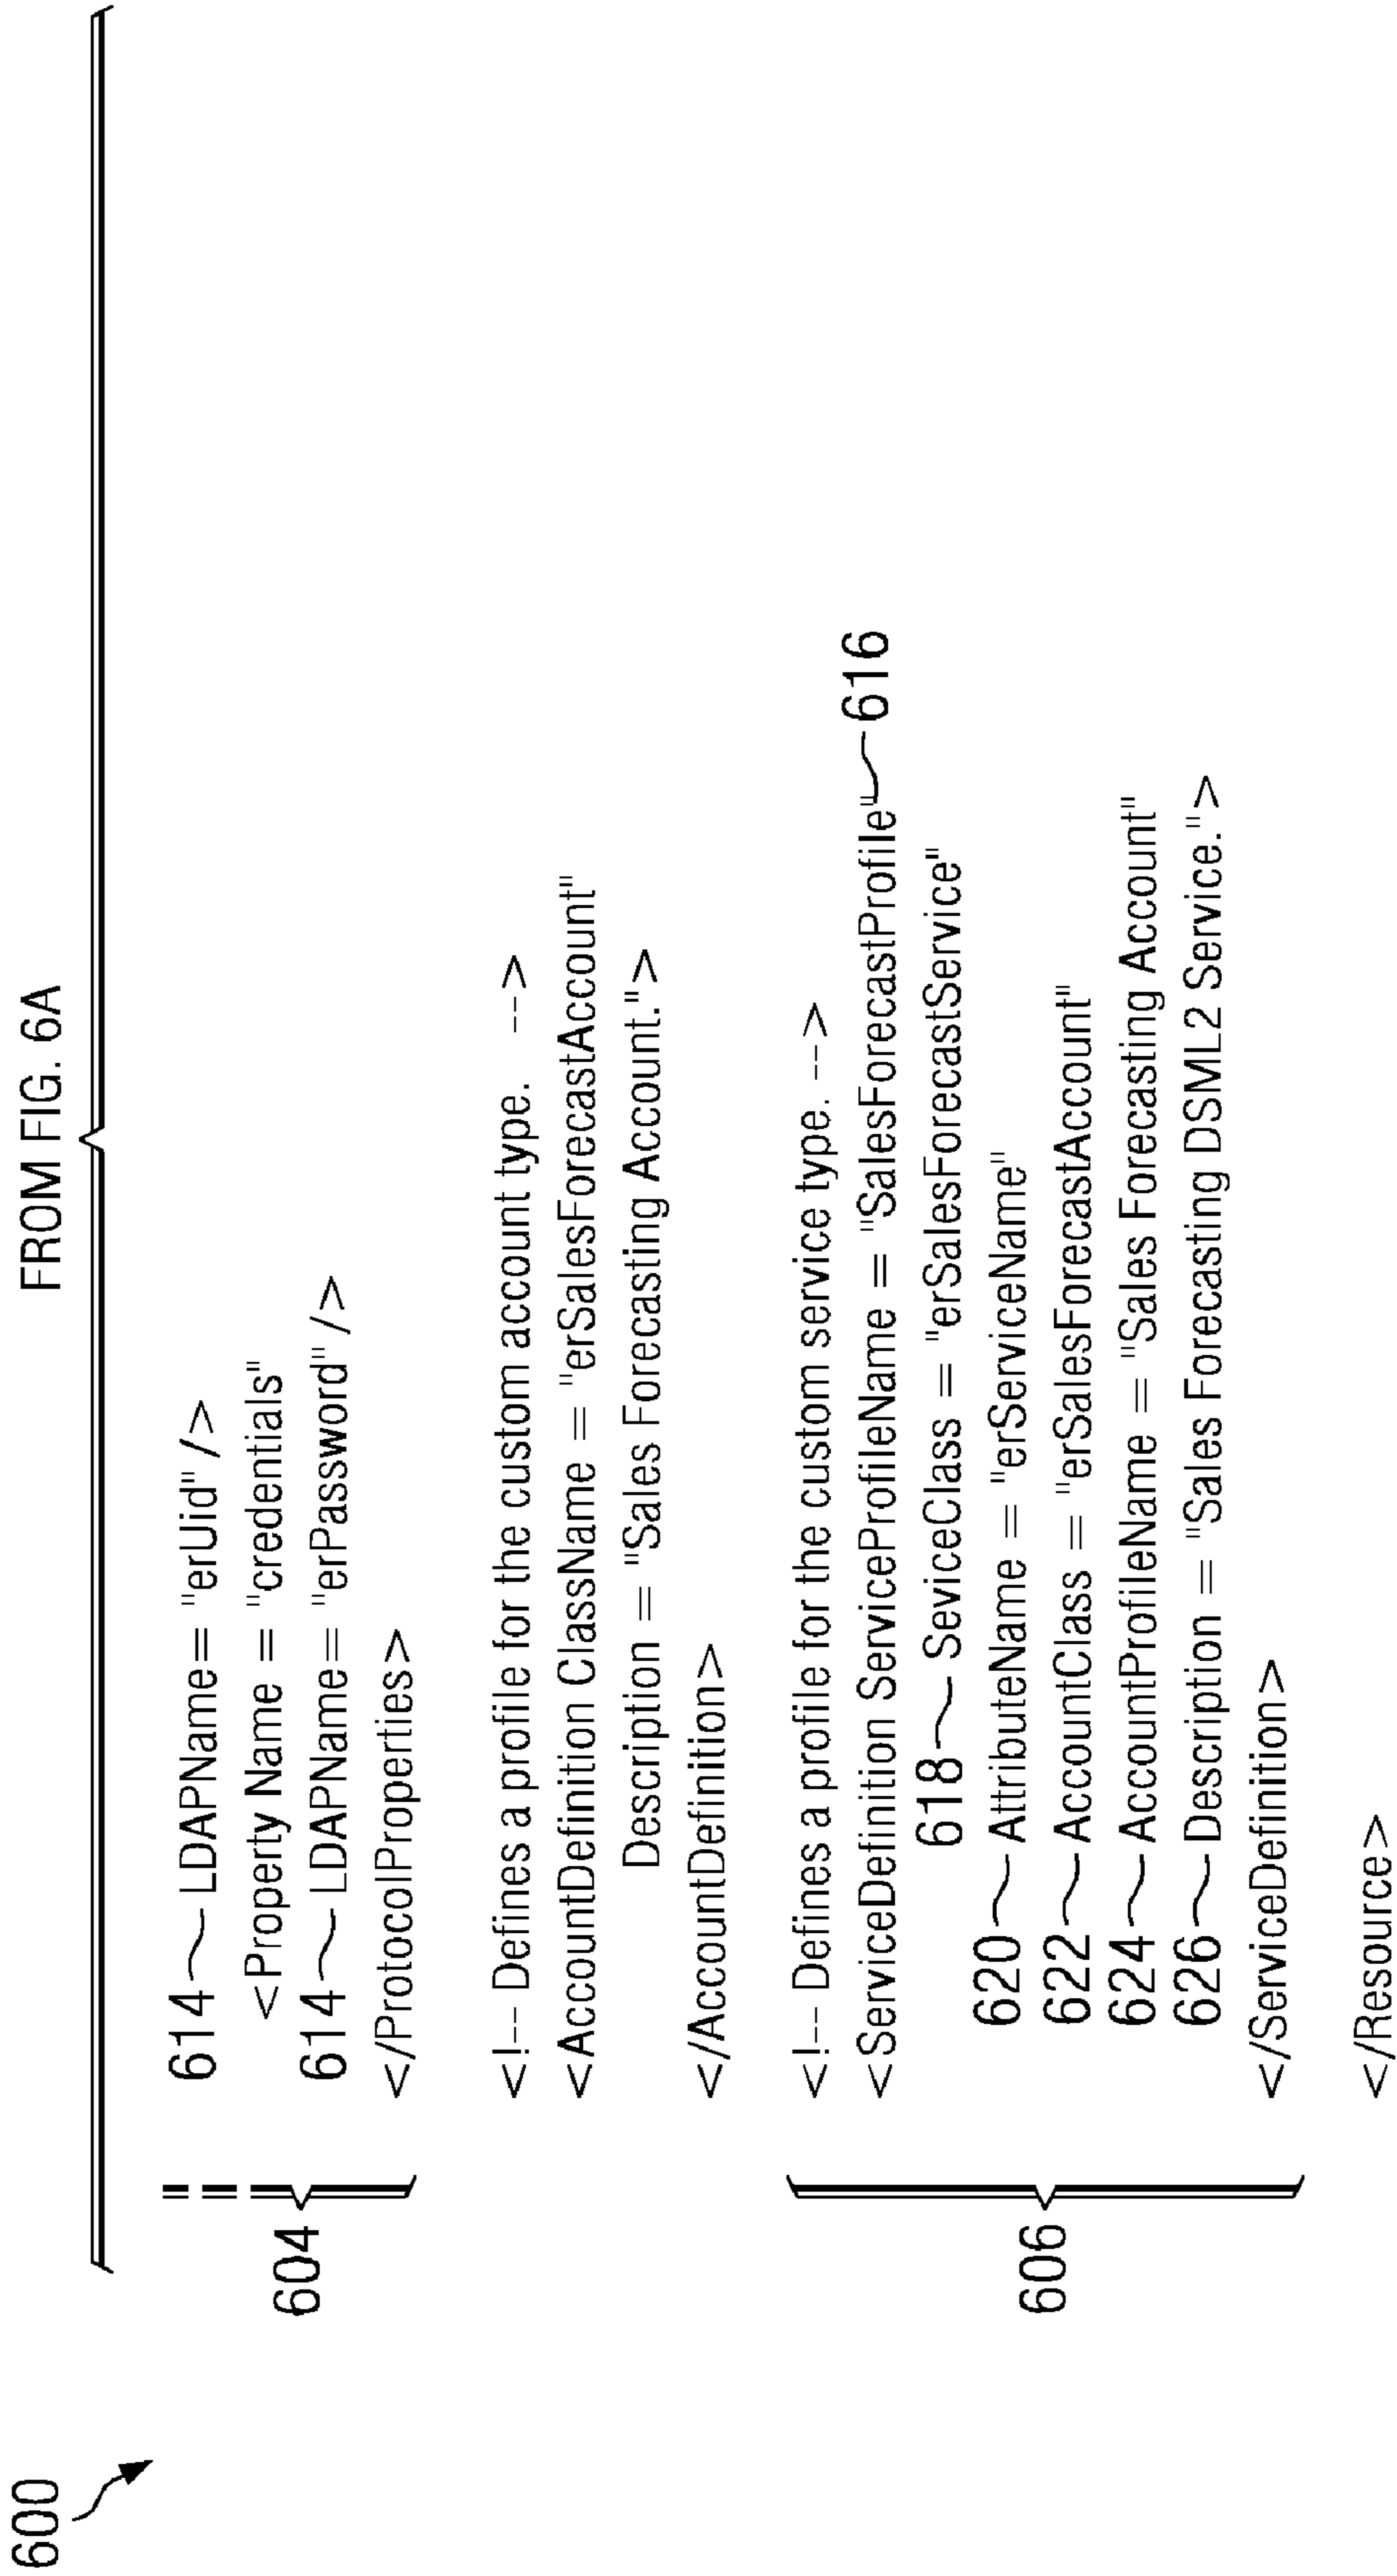 600
FROM FIG. 6A
614 LDAPName= "erUid" />
<Property Name = "credentials"
614 LDAPName= "erPassword" />
</ProtocolProperties>
604
<!-- Defines a profile for the custom account type. -->
<AccountDefinition ClassName = "erSalesForecastAccount"
Description = "Sales Forecasting Account.">
</AccountDefinition>
<!-- Defines a profile for the custom service type. -->
<ServiceDefinition ServiceProfileName = "SalesForecastProfile" 616
618 SeviceClass = "erSalesForecastService"
620 AttributeName = "erServiceName"
622 AccountClass = "erSalesForecastAccount"
624 AccountProfileName = "Sales Forecasting Account"
626 Description = "Sales Forecasting DSML2 Service.">
</ServiceDefinition>
606
</Resource>